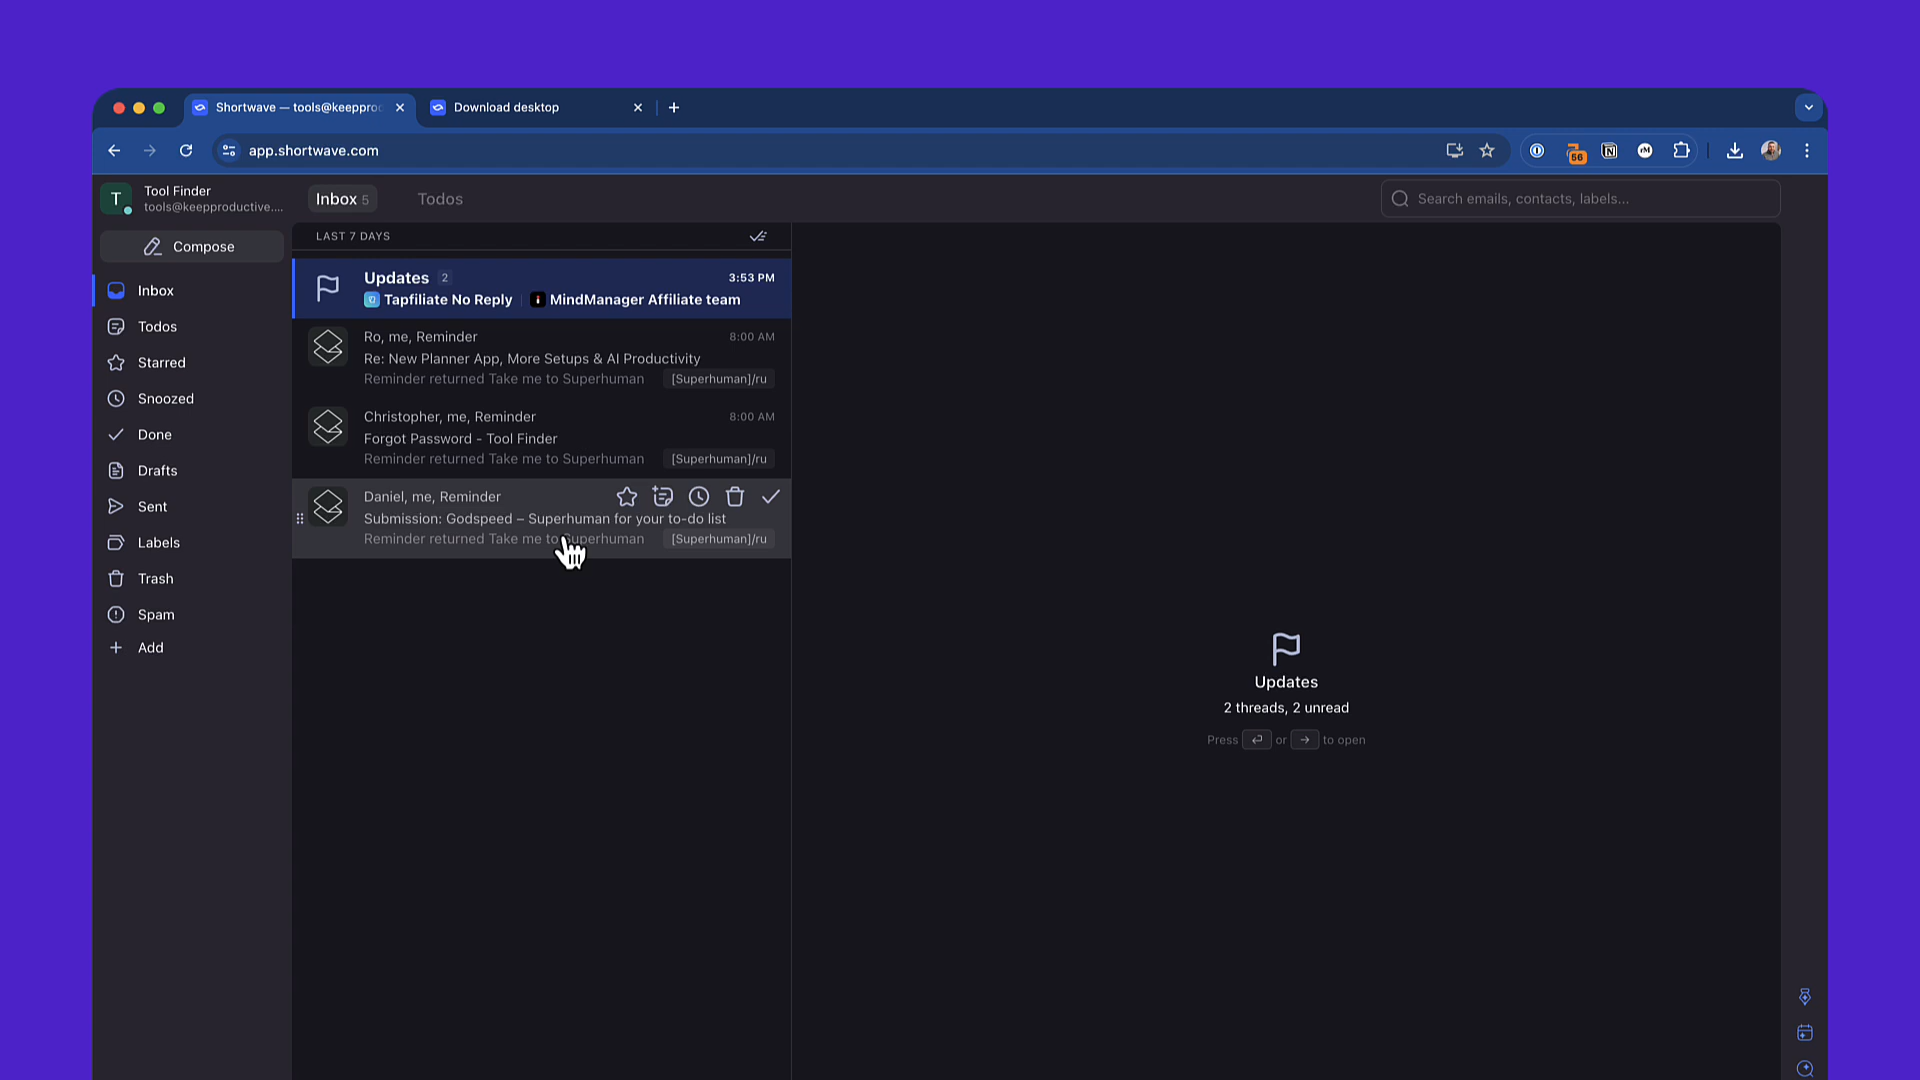 Shortwave — tools@keeppro
Download desktop
app.shortwave.com
56
T
Tool Finder
tools@keepproductive....
Inbox 5
Todos
Search emails, contacts, labels...
Compose
Inbox
Todos
Starred
Snoozed
Done
Drafts
Sent
Labels
Trash
Spam
Add
LAST 7 DAYS
Updates 2
3:53 PM
Tapfiliate No Reply
MindManager Affiliate team
Ro, me, Reminder
8:00 AM
Re: New Planner App, More Setups & AI Productivity
Reminder returned Take me to Superhuman
[Superhuman]/ru
Christopher, me, Reminder
8:00 AM
Forgot Password - Tool Finder
Reminder returned Take me to Superhuman
[Superhuman]/ru
Daniel, me, Reminder
Submission: Godspeed – Superhuman for your to-do list
Reminder returned Take me to Superhuman
[Superhuman]/ru
Updates
2 threads, 2 unread
Press or to open